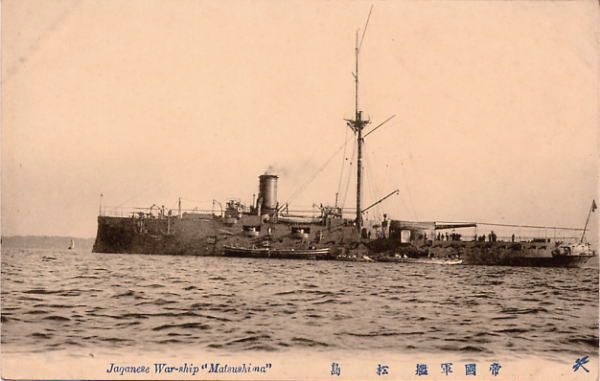 Japanese War-ship "Matsushima"
帝國軍艦松島